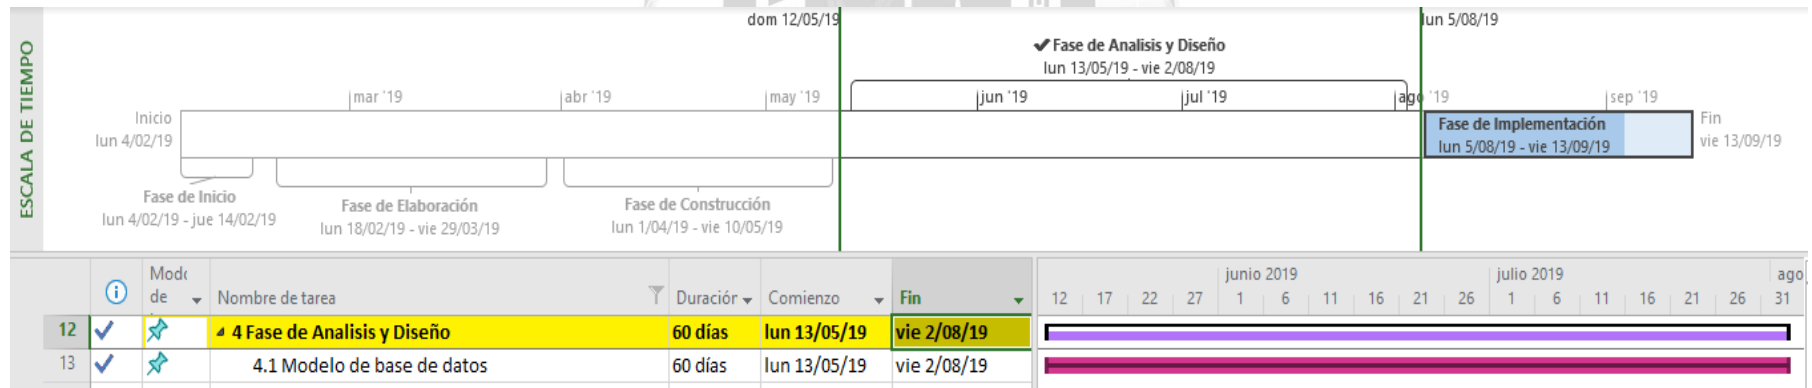 dom 12/05/19
lun 5/08/19
ESCALA DE TIEMPO
Fase de Analisis y Diseño
lun 13/05/19 - vie 2/08/19
mar '19
abr '19
may '19
jun '19
jul '19
ago '19
sep '19
Inicio
lun 4/02/19
Fase de Implementación
lun 5/08/19 - vie 13/09/19
Fin
vie 13/09/19
Fase de Inicio
lun 4/02/19 - jue 14/02/19
Fase de Elaboración
lun 18/02/19 - vie 29/03/19
Fase de Construcción
lun 1/04/19 - vie 10/05/19
Modo de Nombre de tarea Duración Comienzo Fin
junio 2019 julio 2019 ago
12 17 22 27 1 6 11 16 21 26 1 6 11 16 21 26 31
12 4 Fase de Analisis y Diseño 60 días lun 13/05/19 vie 2/08/19
13 4.1 Modelo de base de datos 60 días lun 13/05/19 vie 2/08/19